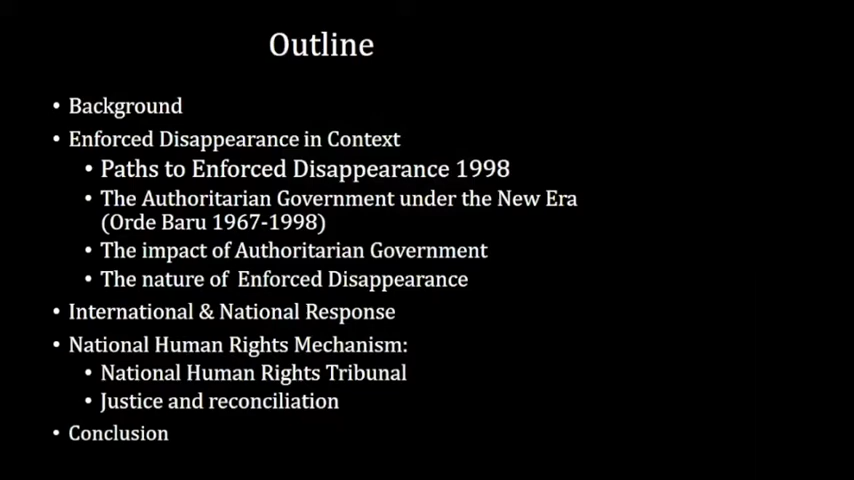 Outline
• Background
• Enforced Disappearance in Context
• Paths to Enforced Disappearance 1998
• The Authoritarian Government under the New Era
(Orde Baru 1967-1998)
• The impact of Authoritarian Government
• The nature of Enforced Disappearance
• International & National Response
• National Human Rights Mechanism:
• National Human Rights Tribunal
• Justice and reconciliation
• Conclusion